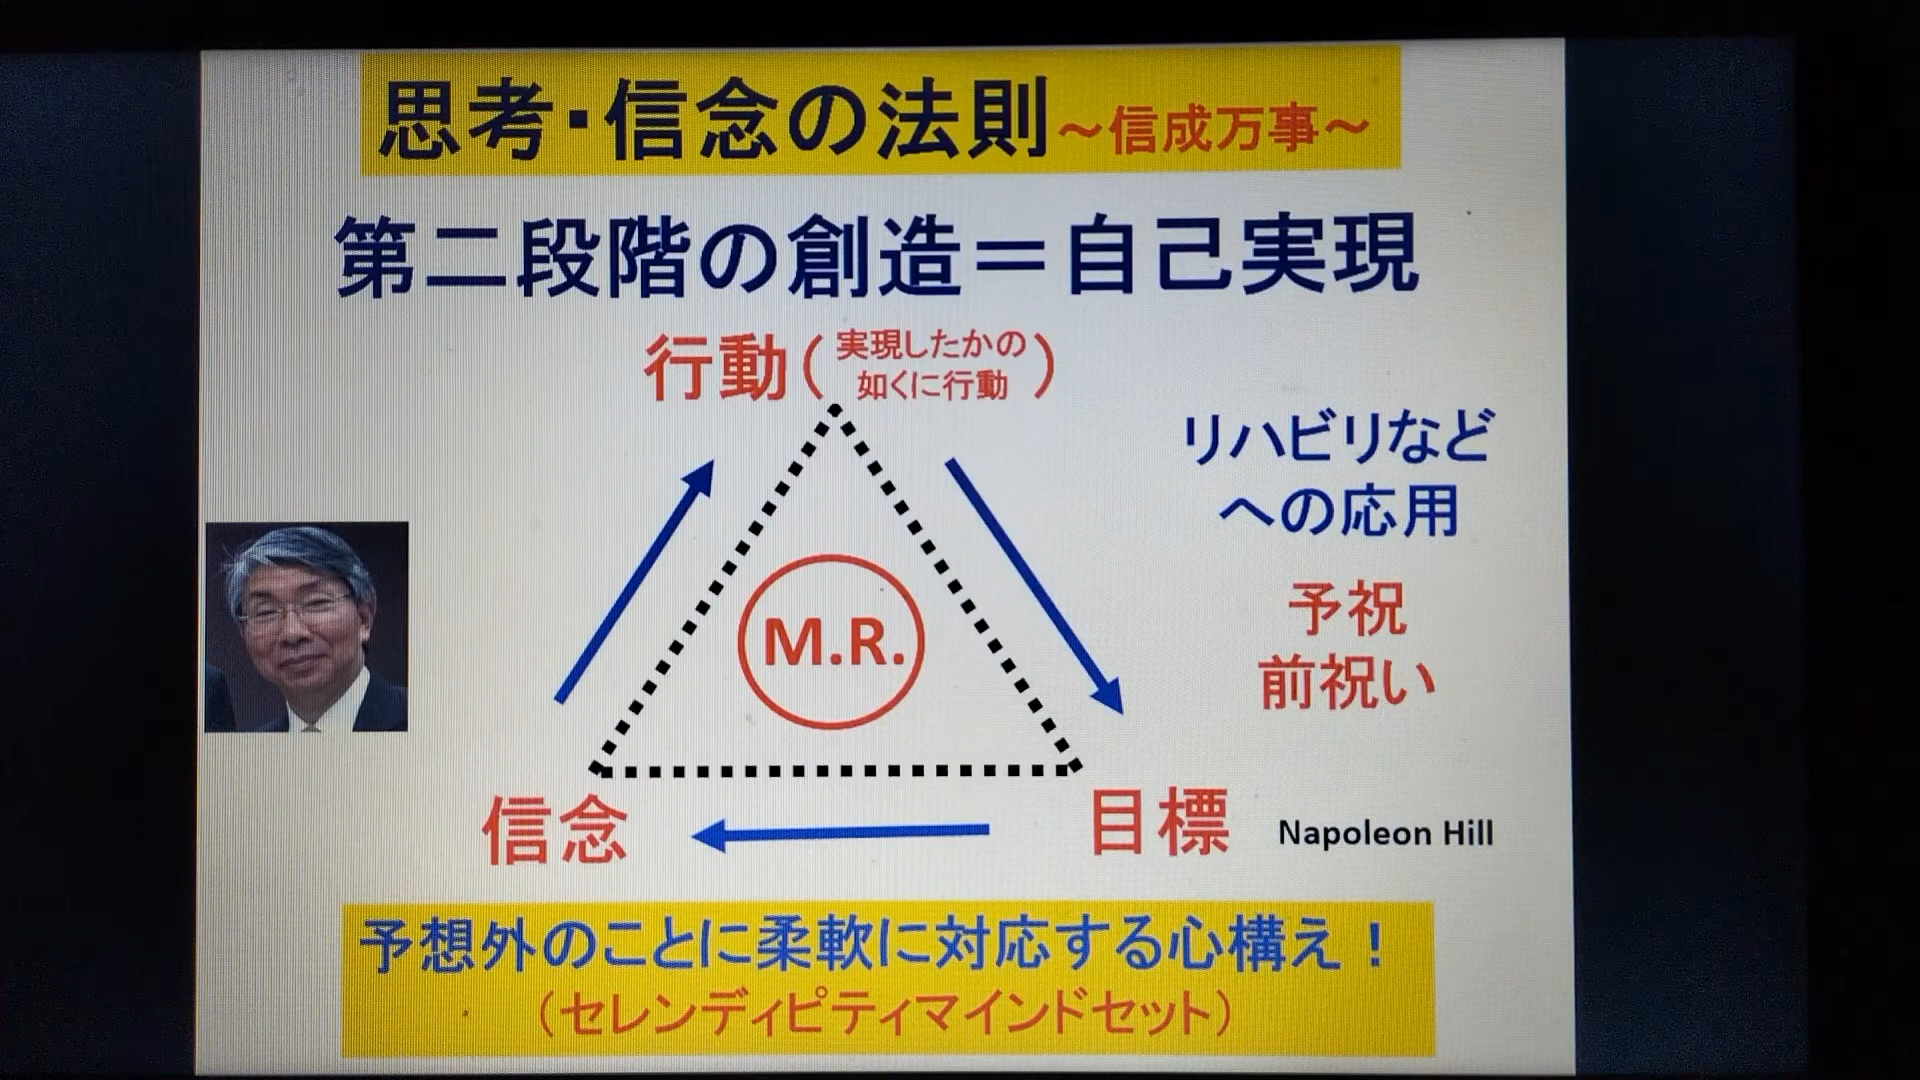 思考・信念の法則～信成万事～
第二段階の創造＝自己実現
行動(実現したかの
如くに行動)
リハビリなど
への応用
予祝
前祝い
M.R.
信念
目標
Napoleon Hill
予想外のことに柔軟に対応する心構え！
（セレンディピティマインドセット）